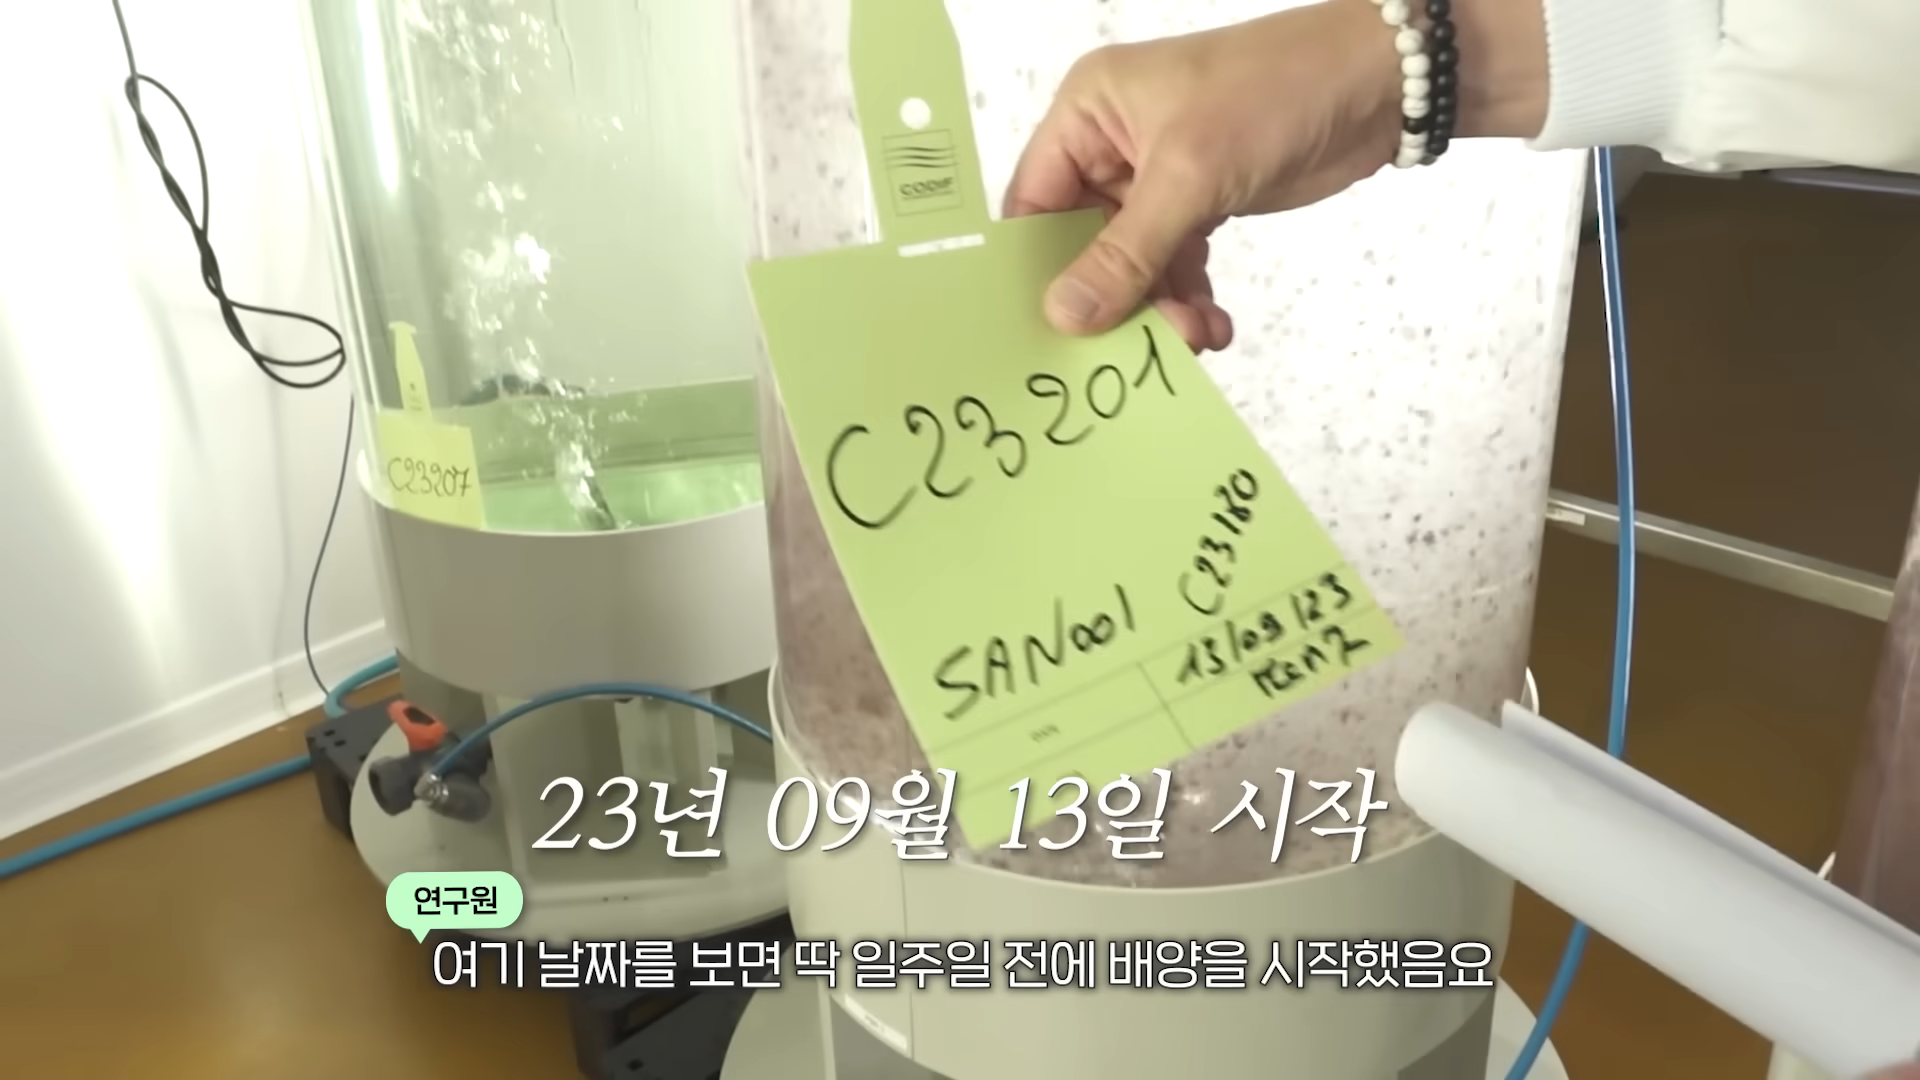 CODIF
C23201
C23207
C23180
SAN001
13/09/23
23년 09월 13일 시작
연구원
여기 날짜를 보면 딱 일주일 전에 배양을 시작했음요